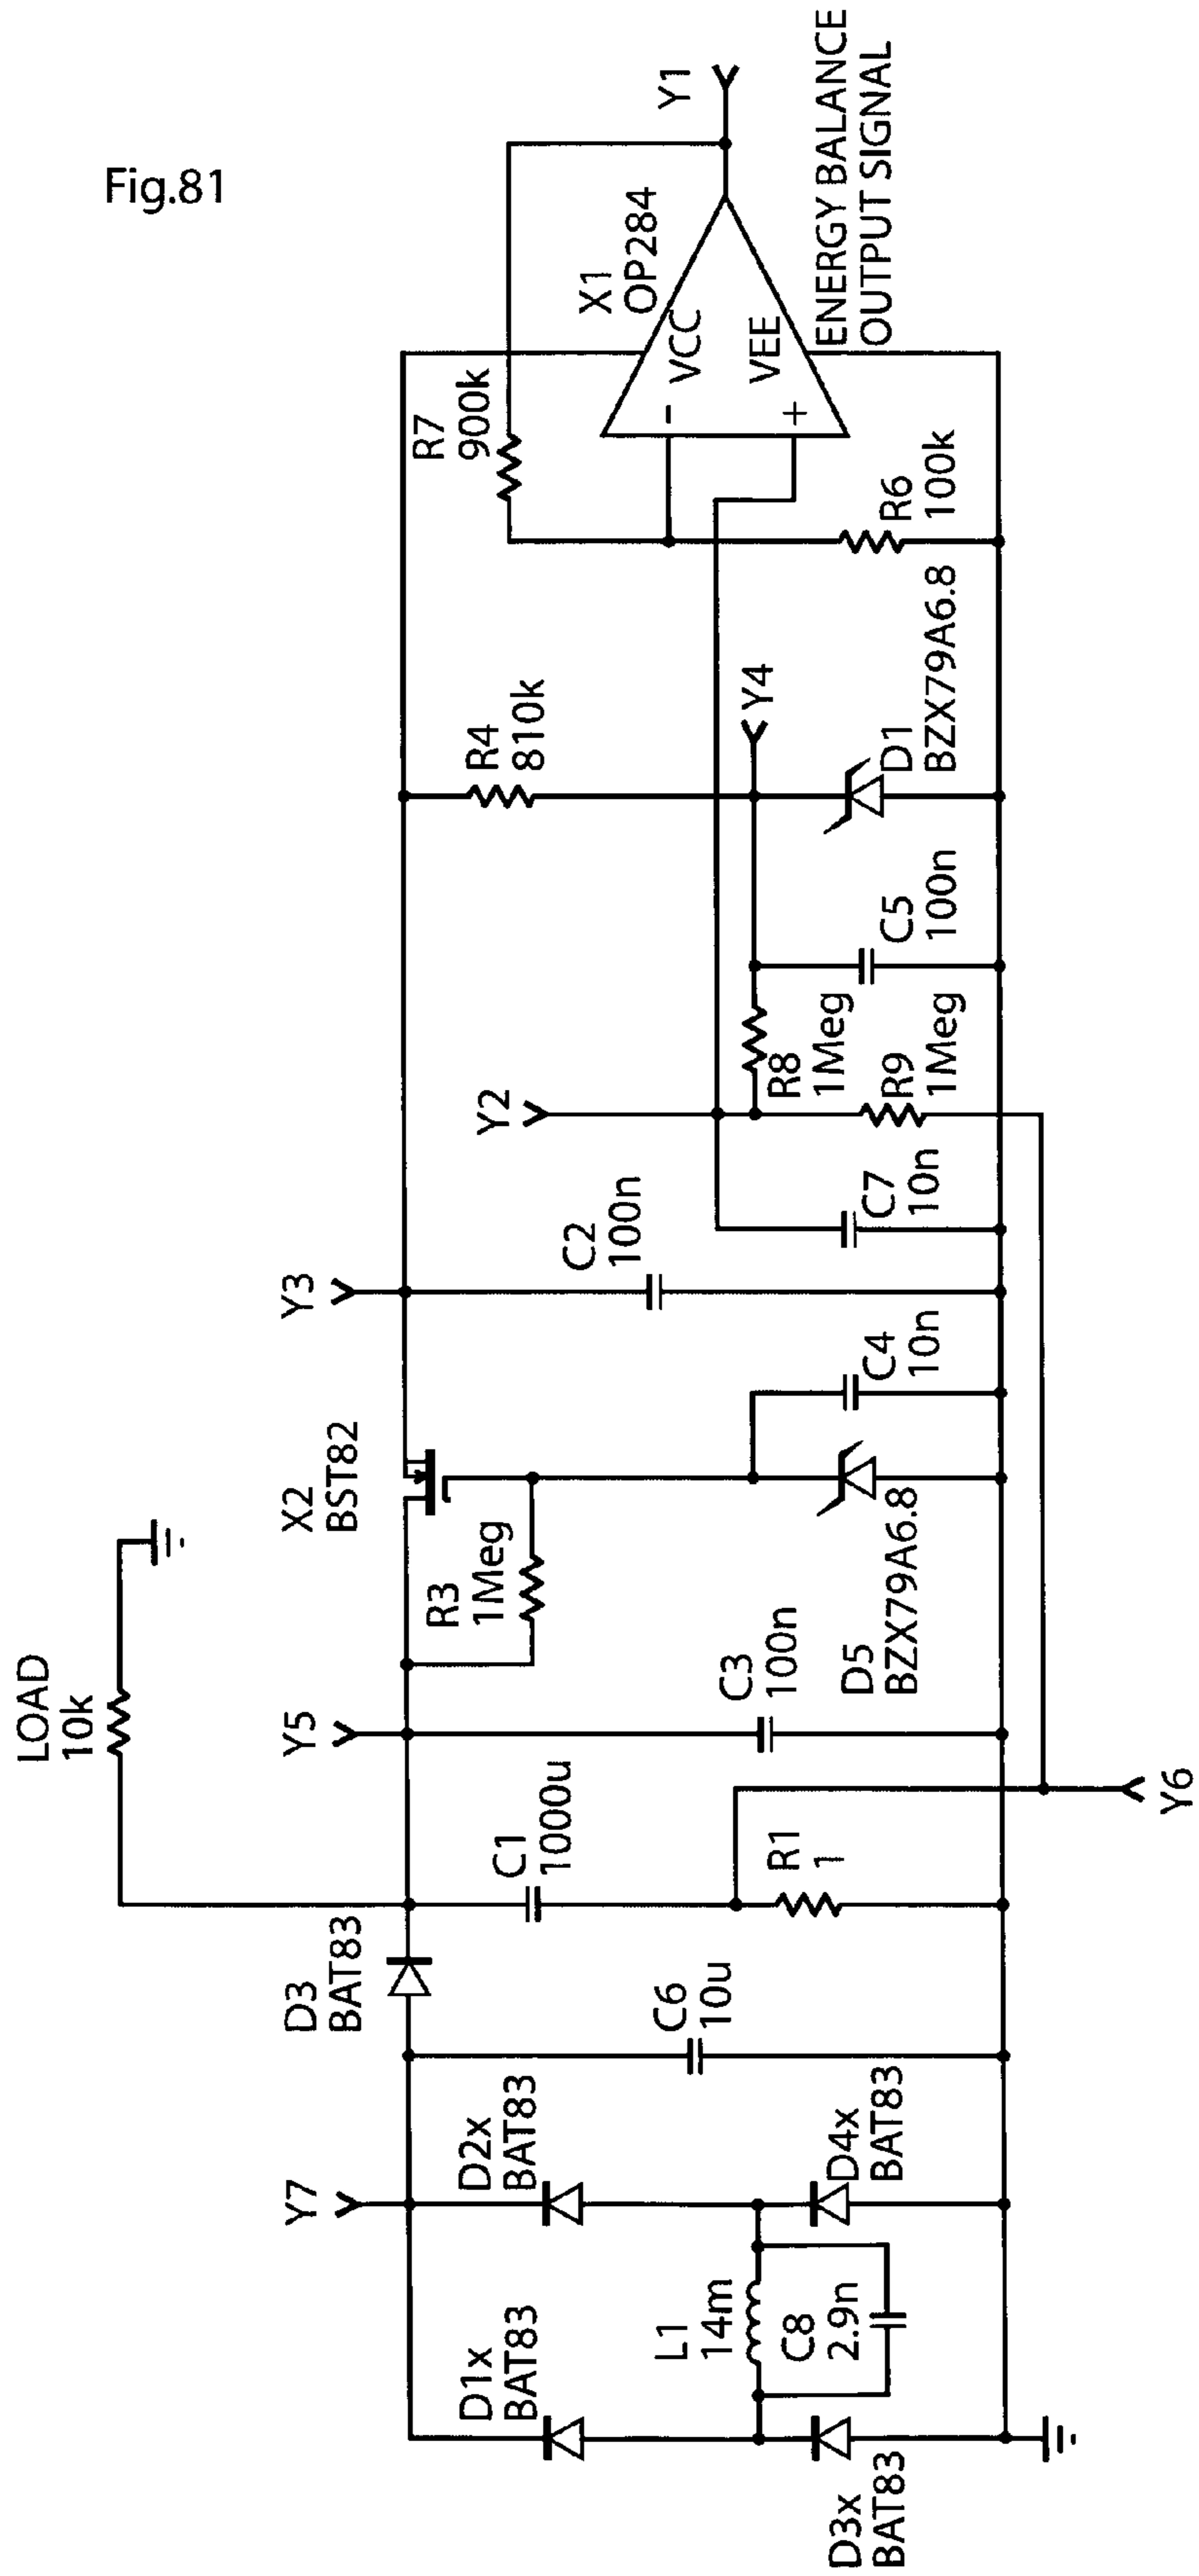 Fig.81
LOAD
10k
Y7
D3
BAT83
Y5
X2
BST82
Y3
Y2
R4
810k
R7
900k
X1
OP284
Y1
D1x
BAT83
D2x
BAT83
C1
1000u
R3
1Meg
C2
100n
L1
14m
C6
10u
C3
100n
Y4
-
VCC
VEE
+
C8
2.9n
R1
1
R8
1Meg
R9
1Meg
C7
10n
C4
10n
C5
100n
R6
100k
D3x
BAT83
D4x
BAT83
D5
BZX79A6.8
D1
BZX79A6.8
ENERGY BALANCE
OUTPUT SIGNAL
Y6